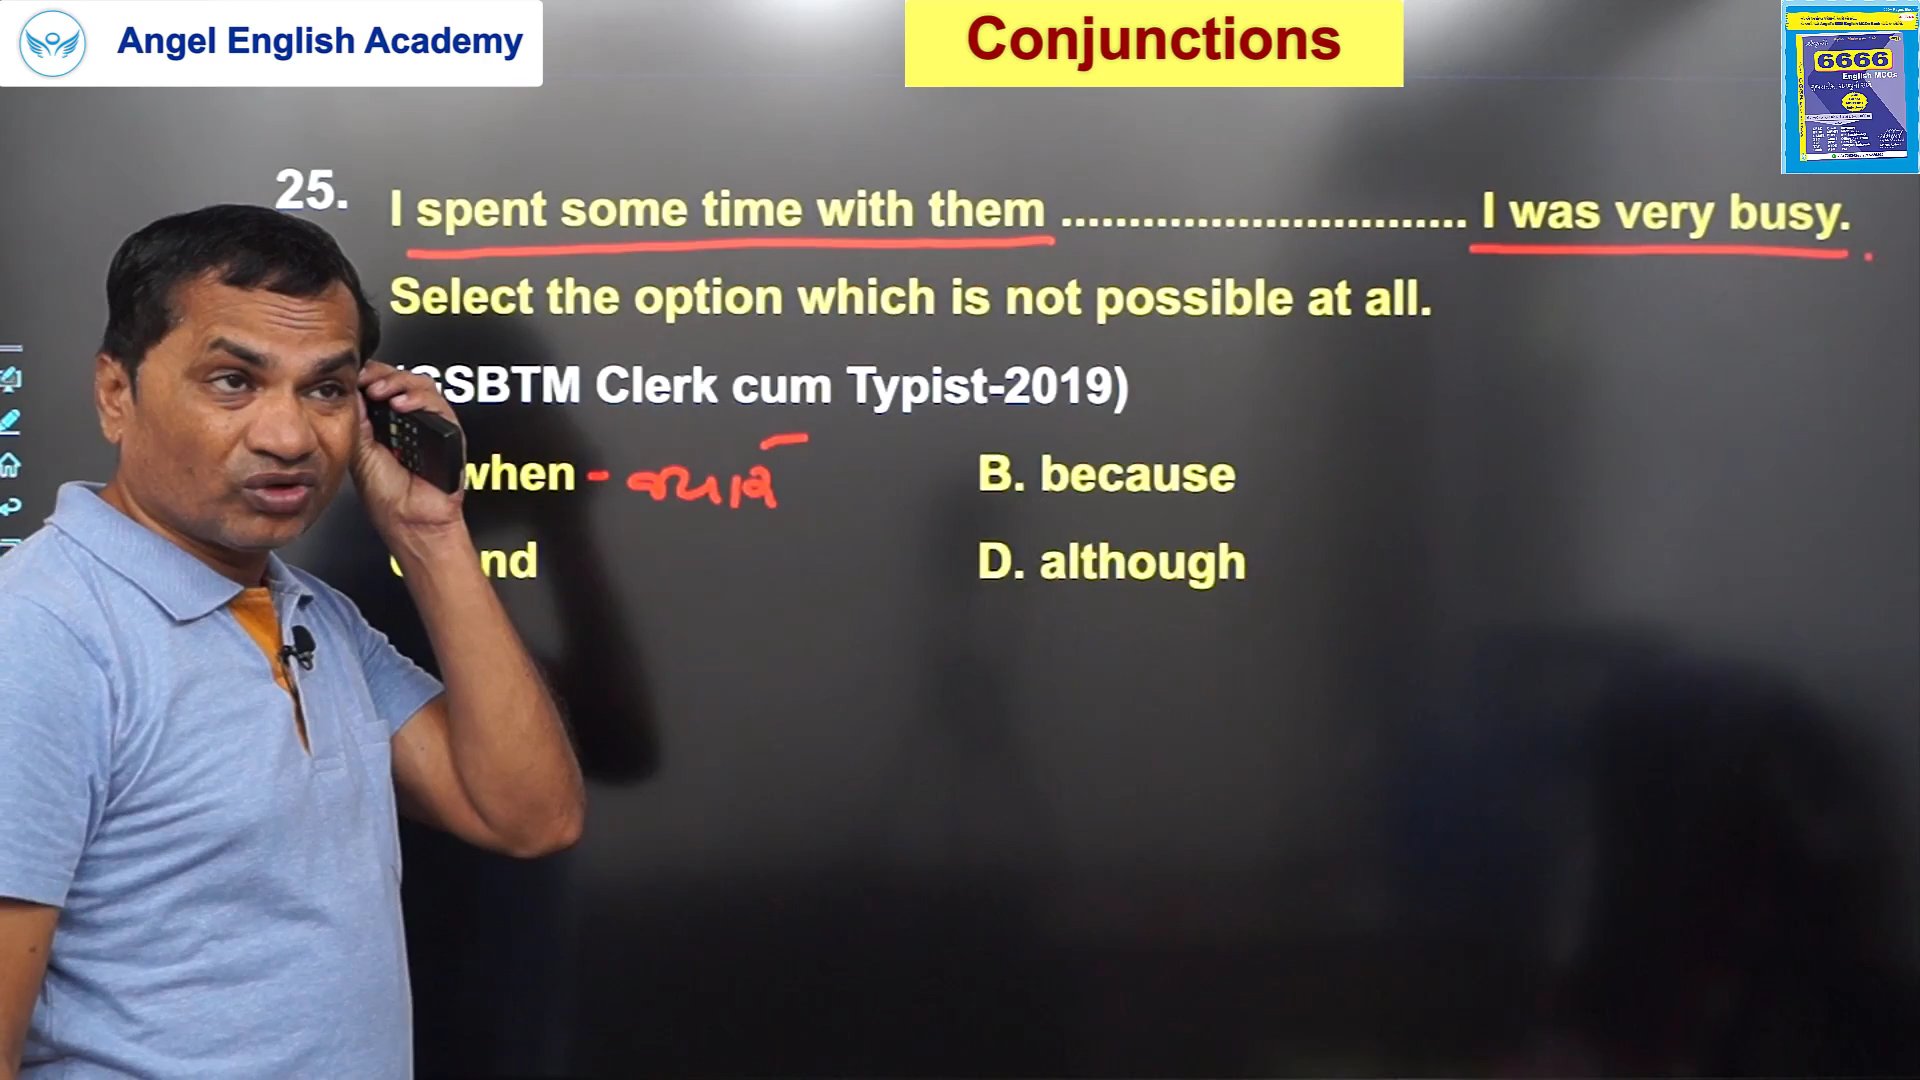 Angel English Academy
Conjunctions
6666
English MCQs
25. I spent some time with them .............................. I was very busy.
Select the option which is not possible at all.
GSBTM Clerk cum Typist-2019)
when - જ્યારે
B. because
nd
D. although